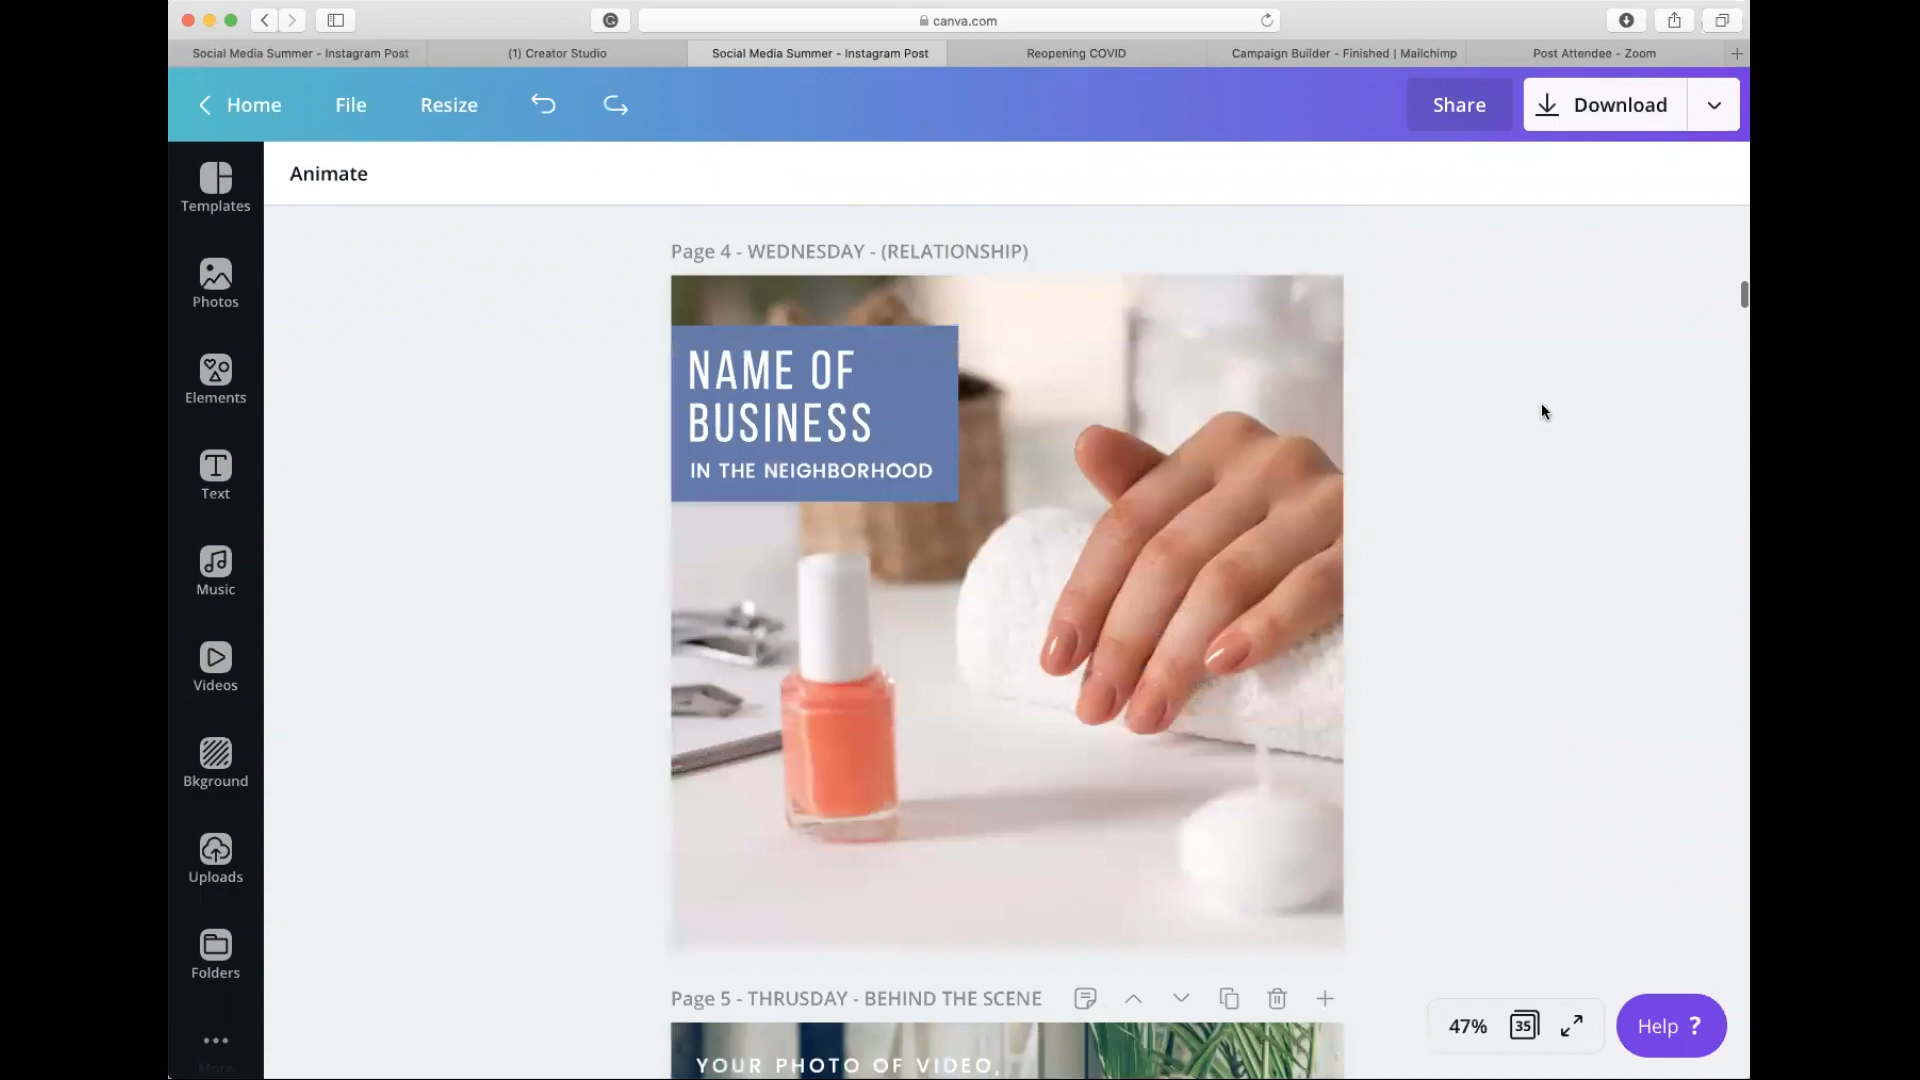 canva.com
Social Media Summer - Instagram Post
(1) Creator Studio
Social Media Summer - Instagram Post
Reopening COVID
Campaign Builder - Finished | Mailchimp
Post Attendee - Zoom
Home
File
Resize
Share
Download
Animate
Templates
Photos
Elements
Text
Music
Videos
Bkground
Uploads
Folders
More
Page 4 - WEDNESDAY - (RELATIONSHIP)
NAME OF
BUSINESS
IN THE NEIGHBORHOOD
Page 5 - THRUSDAY - BEHIND THE SCENE
YOUR PHOTO OF VIDEO,
47%
35
Help ?